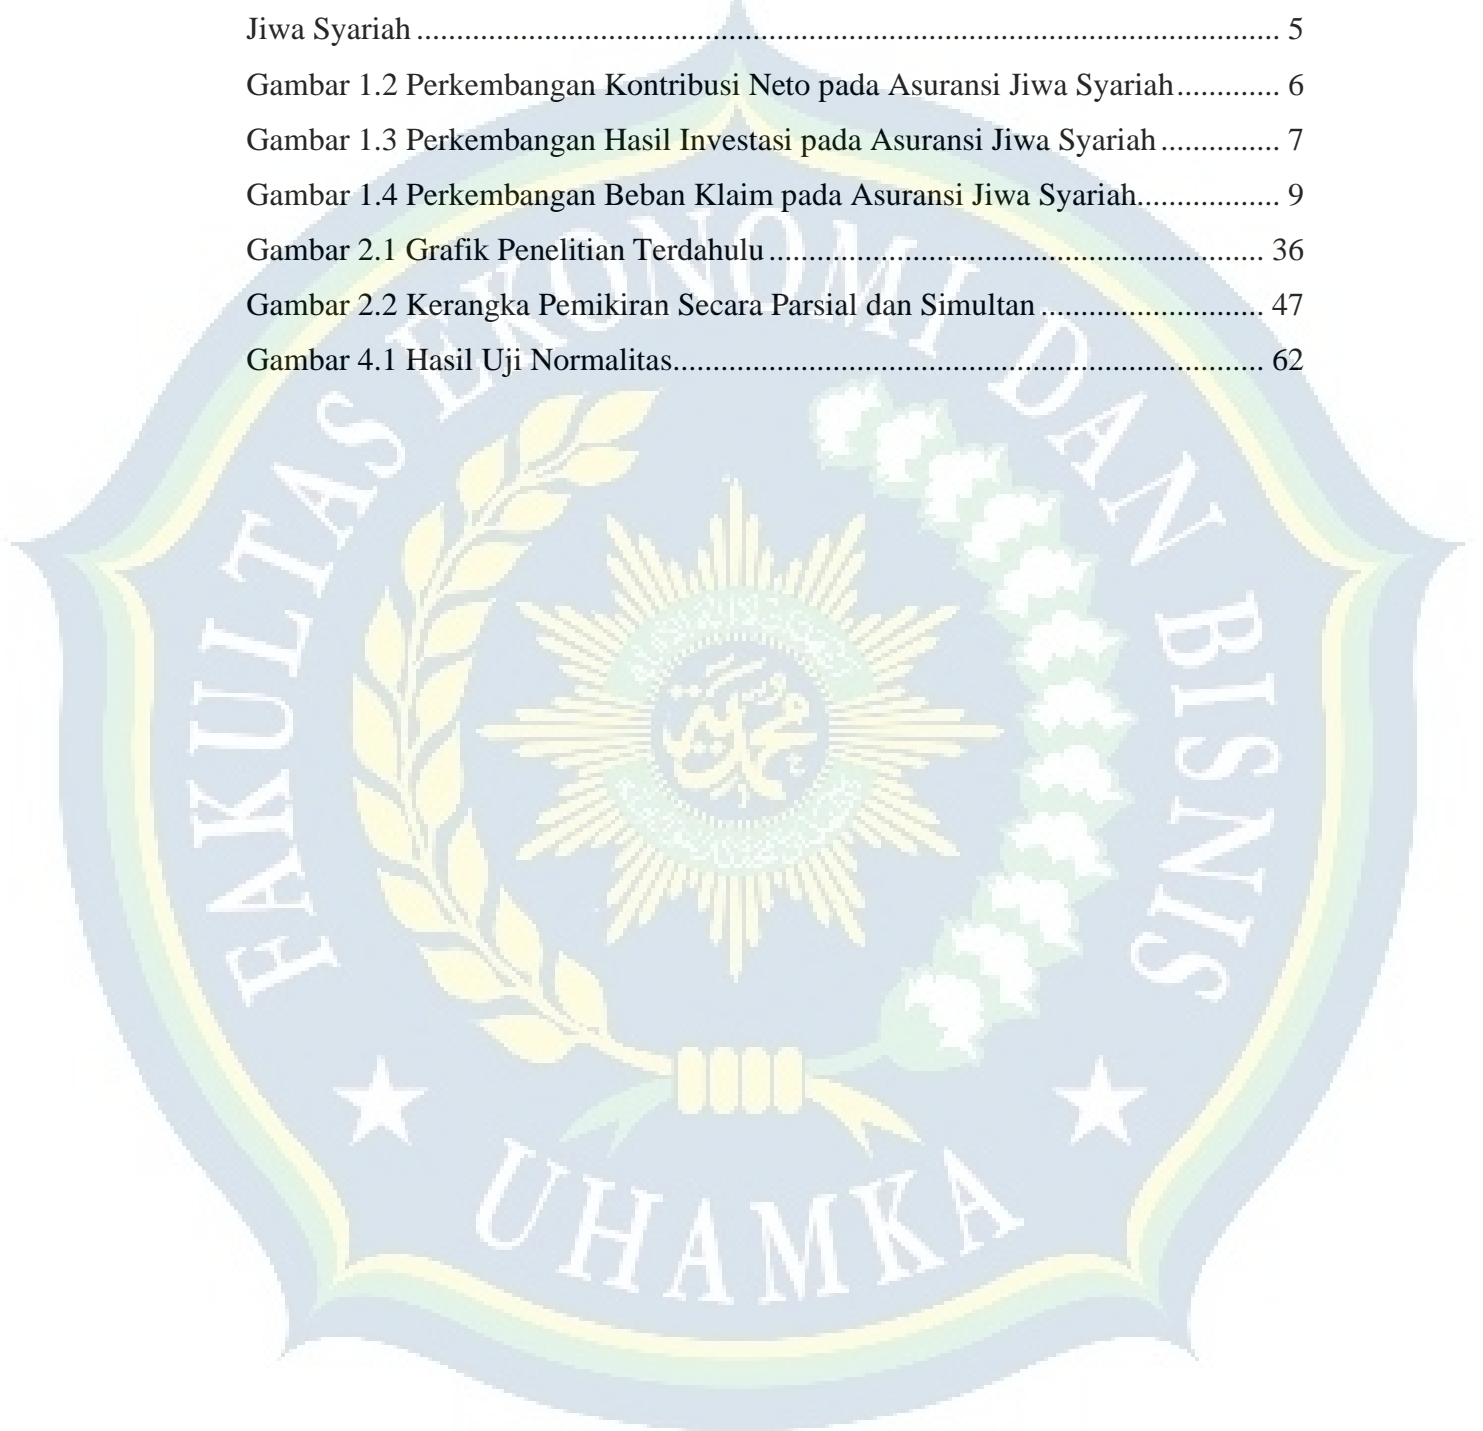 Jiwa Syariah ............................................................................................................ 5
Gambar 1.2 Perkembangan Kontribusi Neto pada Asuransi Jiwa Syariah ............. 6
Gambar 1.3 Perkembangan Hasil Investasi pada Asuransi Jiwa Syariah ............... 7
Gambar 1.4 Perkembangan Beban Klaim pada Asuransi Jiwa Syariah.................. 9
Gambar 2.1 Grafik Penelitian Terdahulu .............................................................. 36
Gambar 2.2 Kerangka Pemikiran Secara Parsial dan Simultan ............................ 47
Gambar 4.1 Hasil Uji Normalitas.......................................................................... 62
FAKULTAS EKONOMI DAN BISNIS
UHAMKA